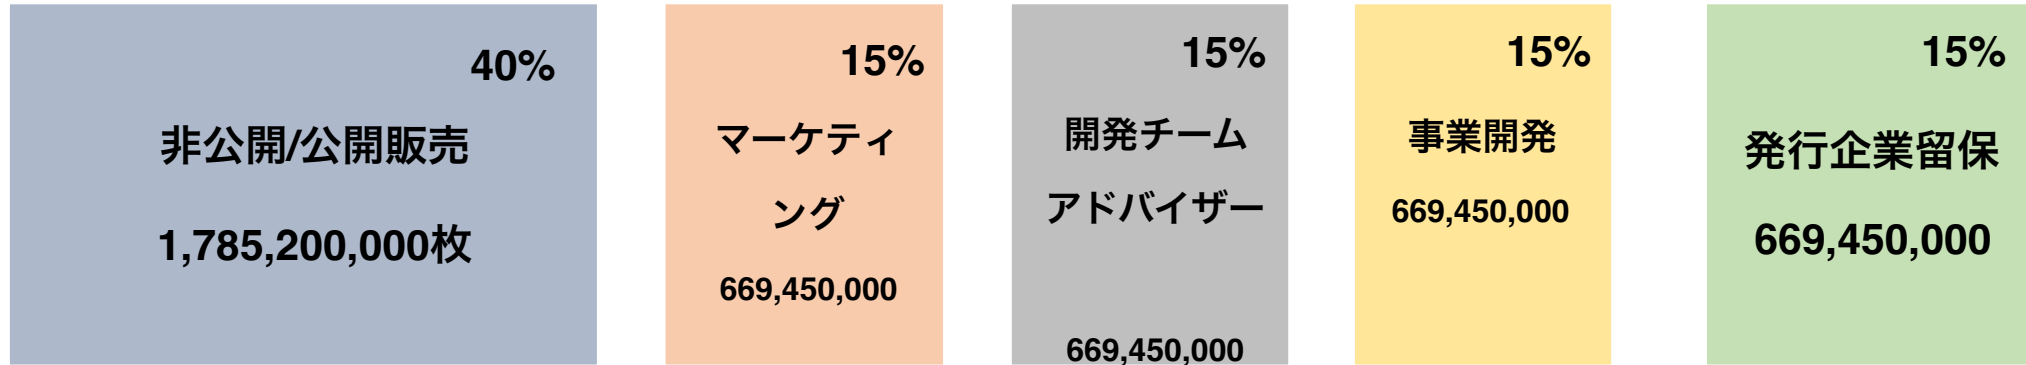 40%
非公開/公開販売
1,785,200,000枚
15%
マーケティ
ング
669,450,000
15%
開発チーム
アドバイザー
669,450,000
15%
事業開発
669,450,000
15%
発行企業留保
669,450,000